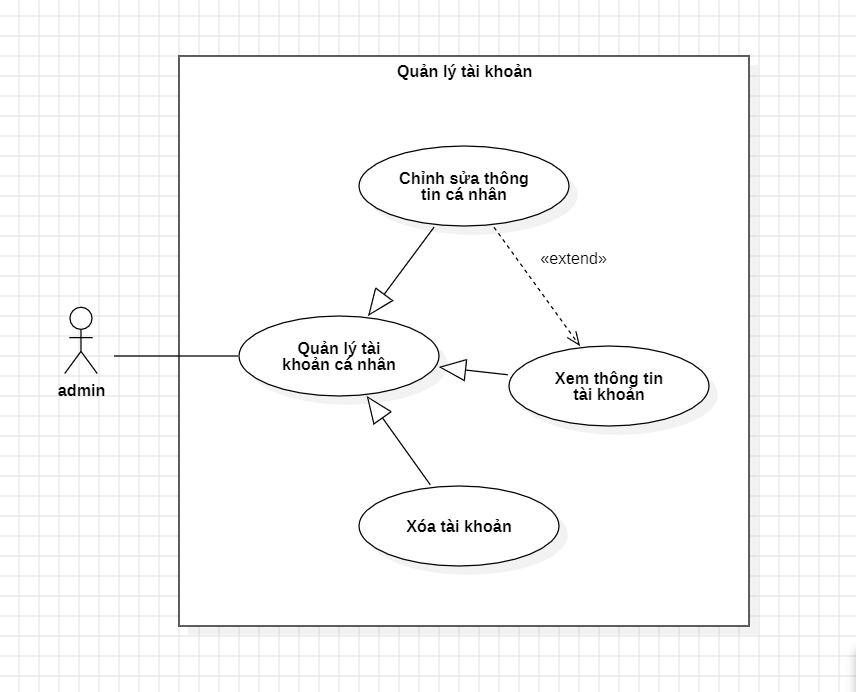 Quản lý tài khoản
Chỉnh sửa thông
tin cá nhân
«extend»
Quản lý tài
khoản cá nhân
Xem thông tin
tài khoản
admin
Xóa tài khoản